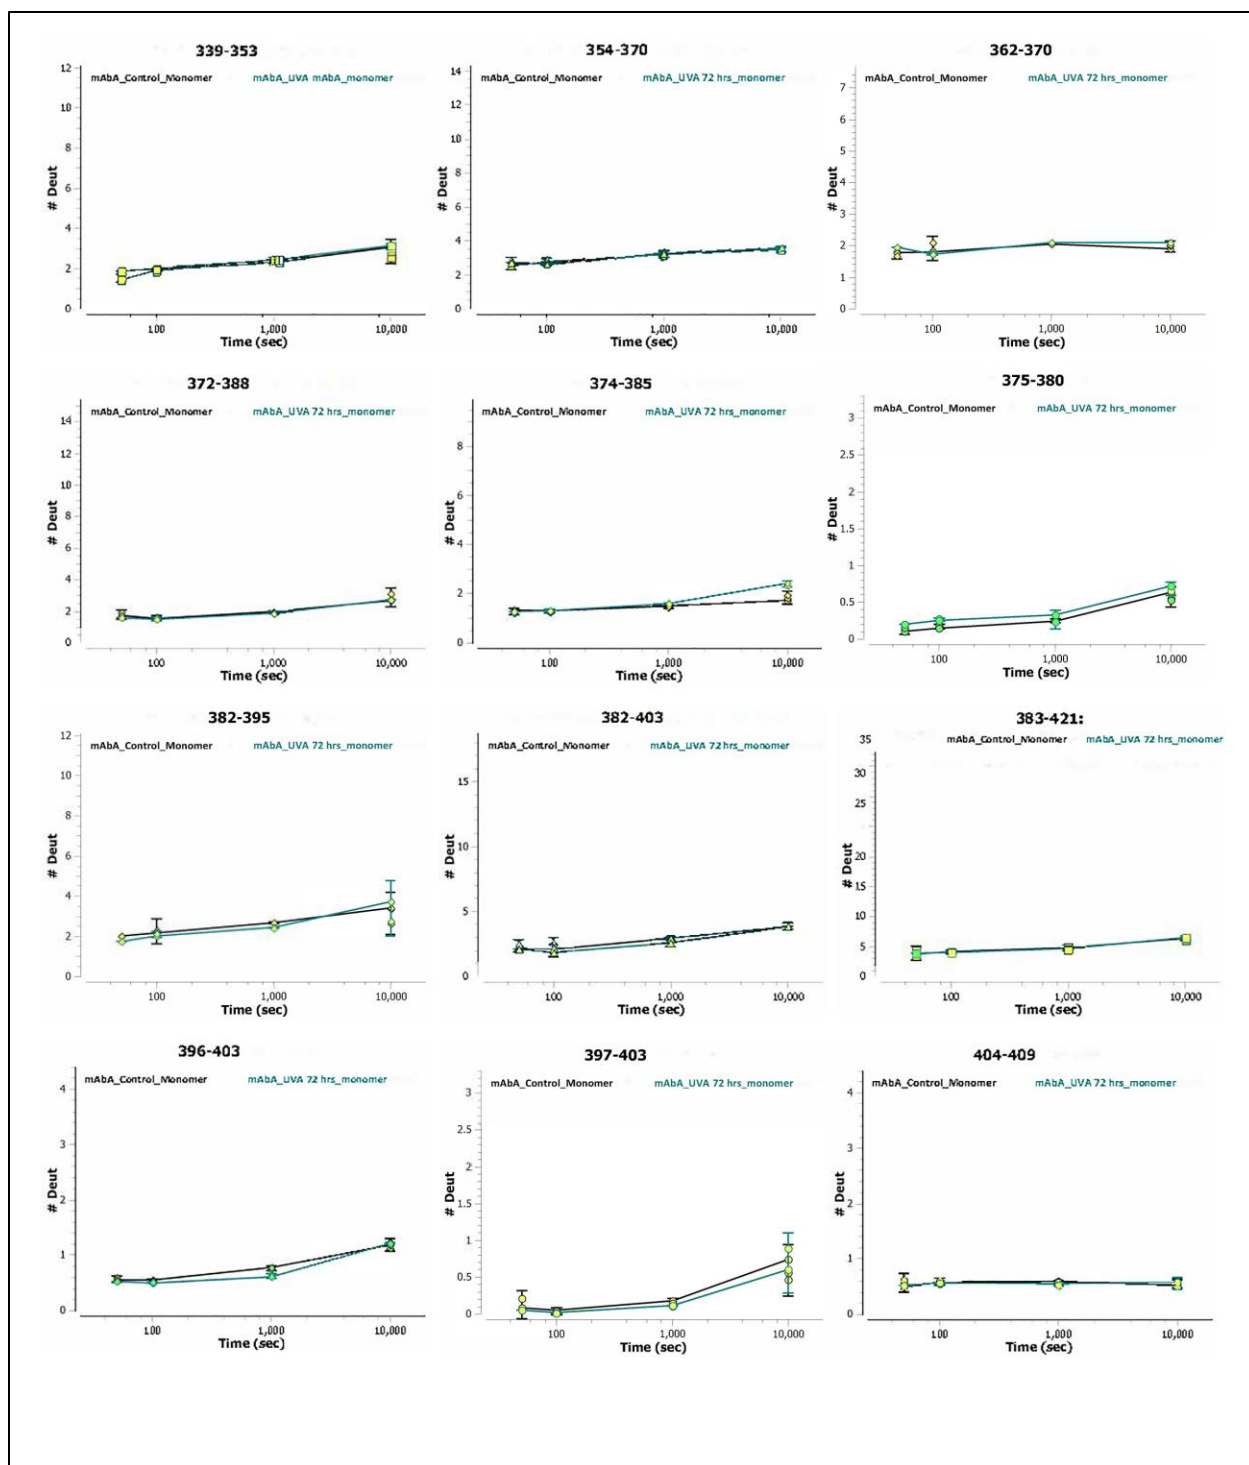 339-353 354-370 362-370
mAbA_Control_Monomer mAbA_UVA mAbA_monomer mAbA_Control_Monomer mAbA_UVA 72 hrs_monomer mAbA_Control_Monomer mAbA_UVA 72 hrs_monomer
# Deut
12
10
8
6
4
2
0
100 1,000 10,000
Time (sec)
# Deut
14
12
10
8
6
4
2
0
100 1,000 10,000
Time (sec)
# Deut
7
6
5
4
3
2
1
0
100 1,000 10,000
Time (sec)
372-388 374-385 375-380
mAbA_Control_Monomer mAbA_UVA 72 hrs_monomer mAbA_Control_Monomer mAbA_UVA 72 hrs_monomer mAbA_Control_Monomer mAbA_UVA 72 hrs_monomer
# Deut
14
12
10
8
6
4
2
0
100 1,000 10,000
Time (sec)
# Deut
8
6
4
2
0
100 1,000 10,000
Time (sec)
# Deut
3
2.5
2
1.5
1
0.5
0
100 1,000 10,000
Time (sec)
382-395 382-403 383-421:
mAbA_Control_Monomer mAbA_UVA 72 hrs_monomer mAbA_Control_Monomer mAbA_UVA 72 hrs_monomer mAbA_Control_Monomer mAbA_UVA 72 hrs_monomer
# Deut
12
10
8
6
4
2
0
100 1,000 10,000
Time (sec)
# Deut
15
10
5
0
100 1,000 10,000
Time (sec)
# Deut
35
30
25
20
15
10
5
0
100 1,000 10,000
Time (sec)
396-403 397-403 404-409
mAbA_Control_Monomer mAbA_UVA 72 hrs_monomer mAbA_Control_Monomer mAbA_UVA 72 hrs_monomer mAbA_Control_Monomer mAbA_UVA 72 hrs_monomer
# Deut
4
3
2
1
0
100 1,000 10,000
Time (sec)
# Deut
3
2.5
2
1.5
1
0.5
0
100 1,000 10,000
Time (sec)
# Deut
4
3
2
1
0
100 1,000 10,000
Time (sec)